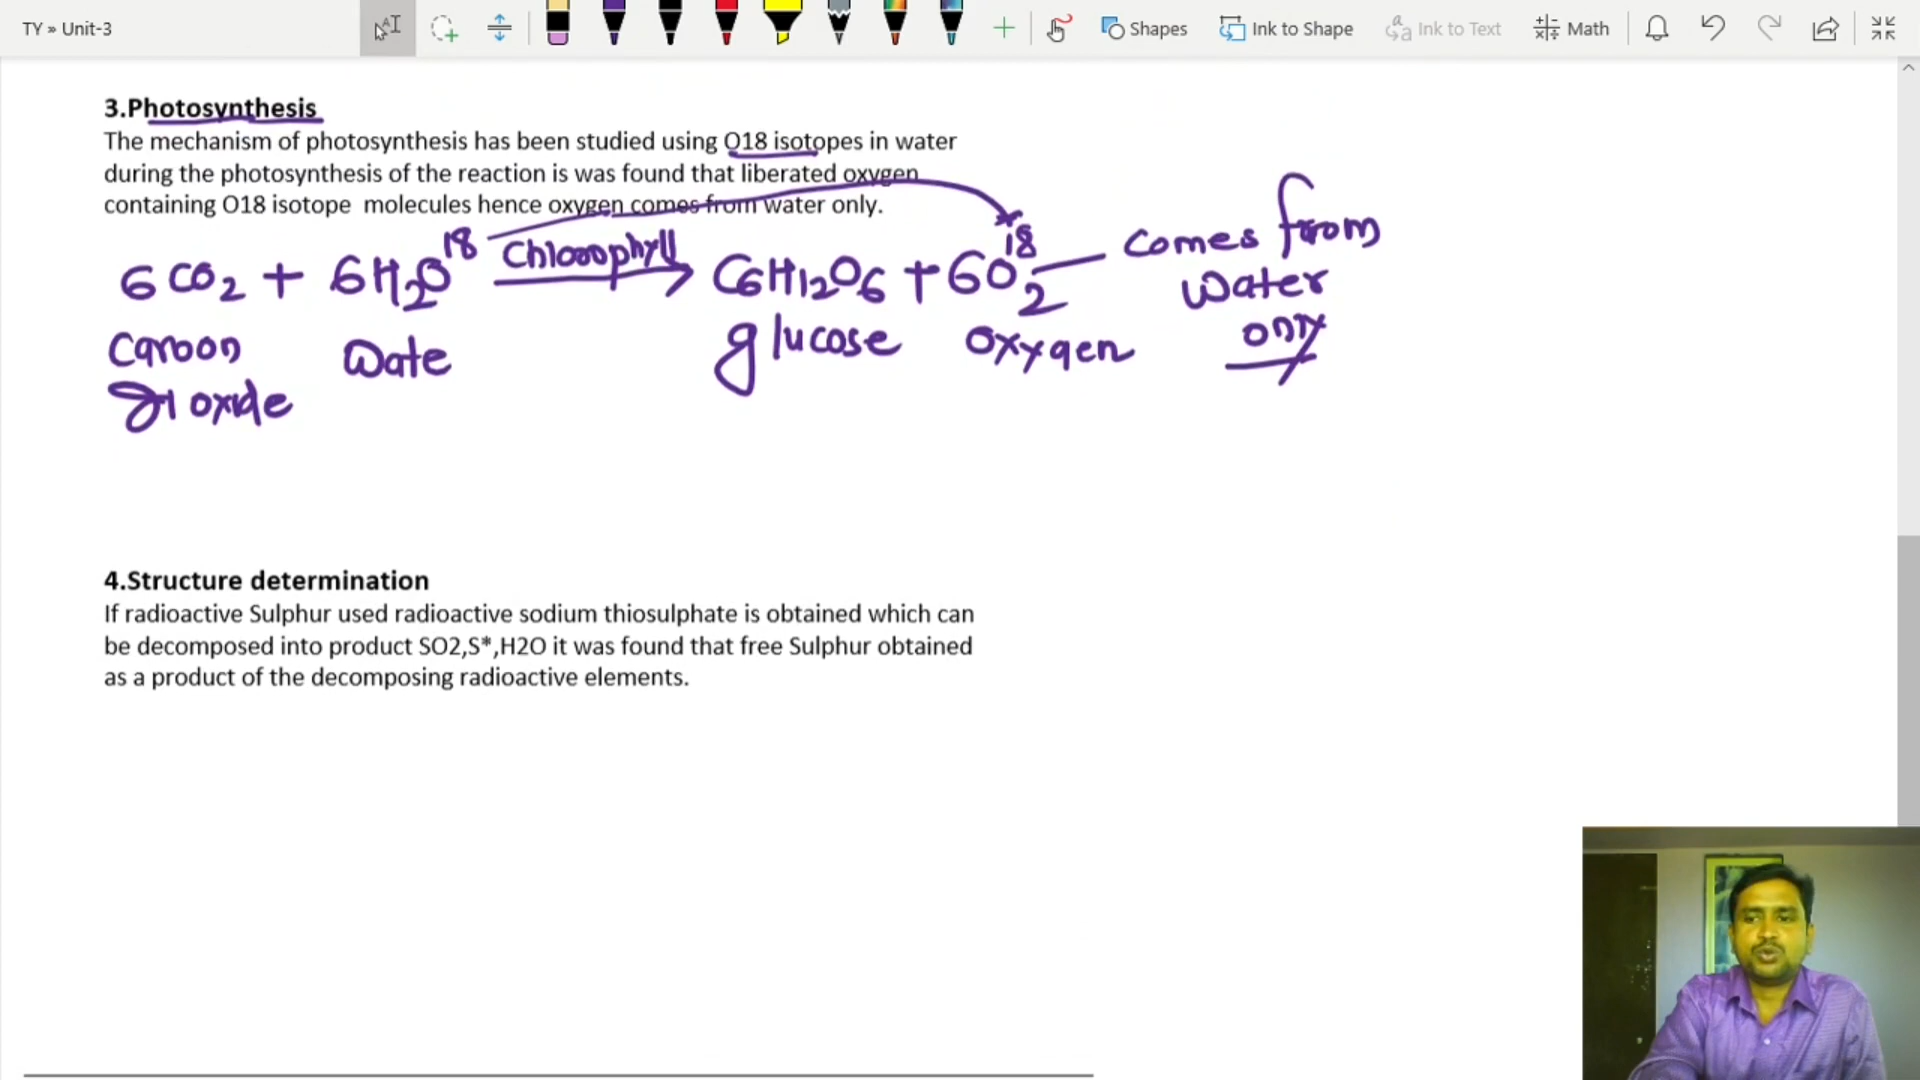 TY » Unit-3
Shapes
Ink to Shape
Ink to Text
Math
3.Photosynthesis
The mechanism of photosynthesis has been studied using O18 isotopes in water
during the photosynthesis of the reaction is was found that liberated oxygen
containing O18 isotope molecules hence oxygen comes from water only.
6CO2 + 6H2O18 Chlorophyll → C6H12O6 + 6O2 18 — comes from
water
only
Caroon Wate glucose oxygen
Dioxide
4.Structure determination
If radioactive Sulphur used radioactive sodium thiosulphate is obtained which can
be decomposed into product SO2,S*,H2O it was found that free Sulphur obtained
as a product of the decomposing radioactive elements.